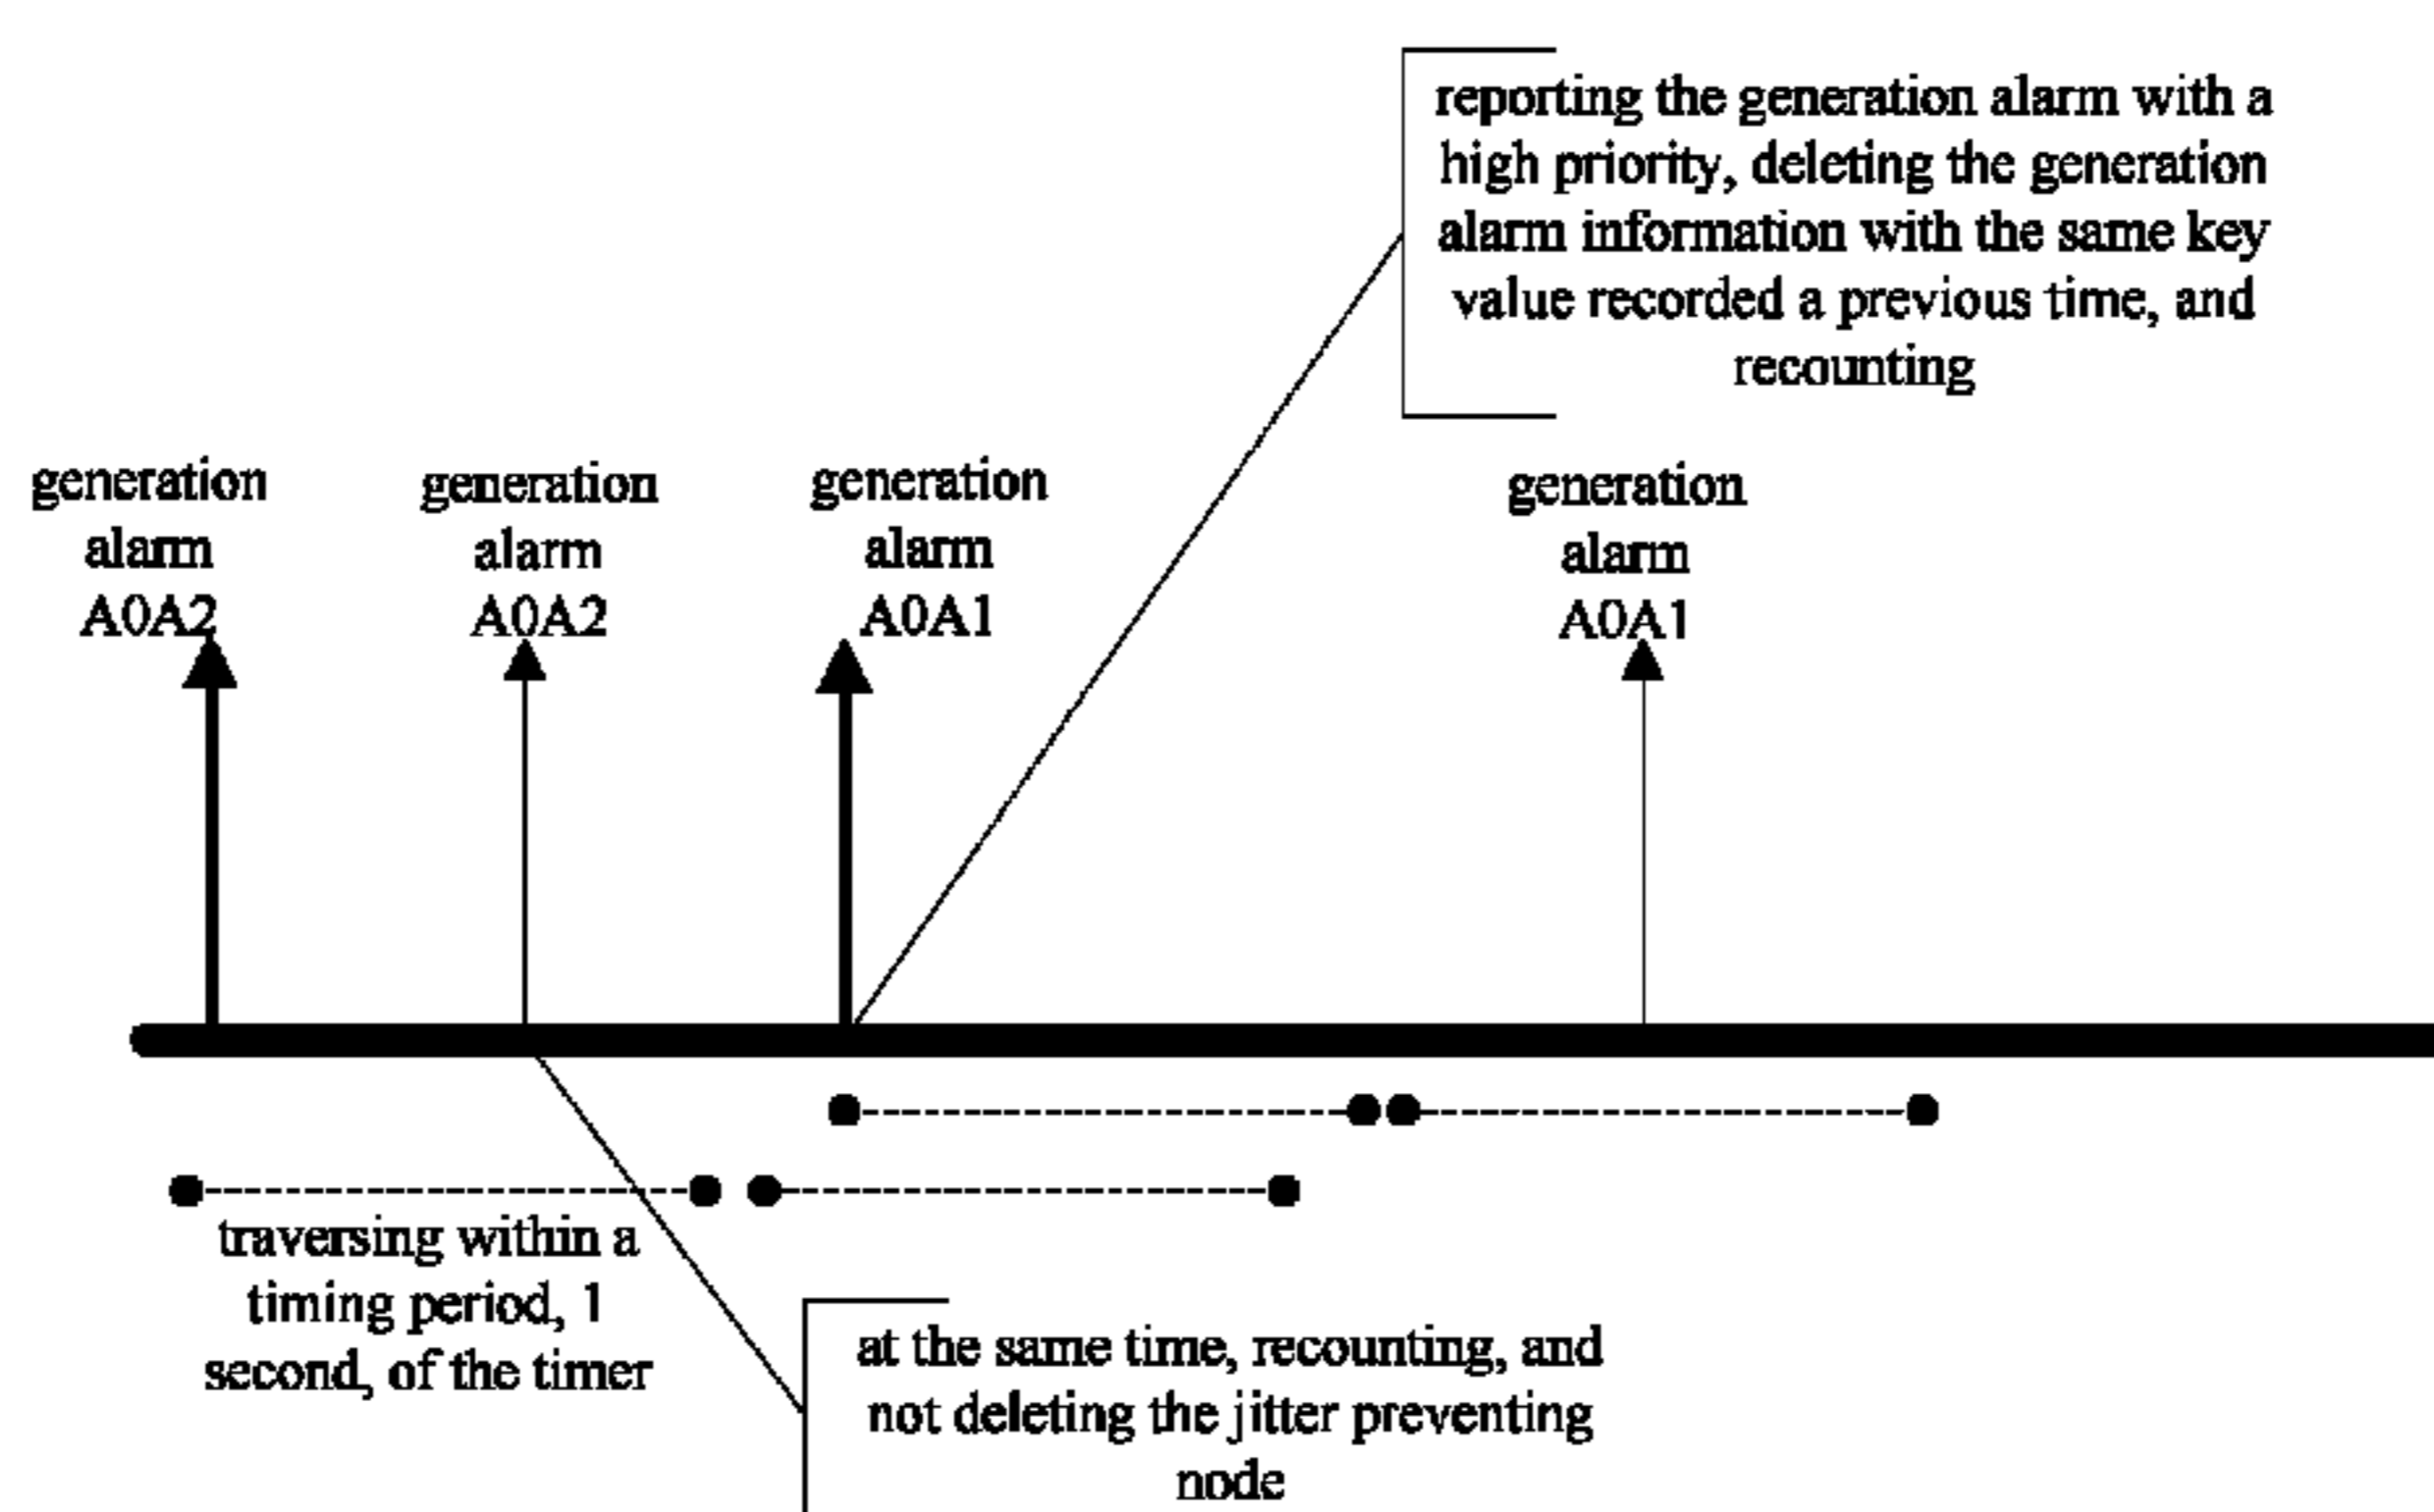 reporting the generation alarm with a
high priority, deleting the generation
alarm information with the same key
value recorded a previous time, and
recounting
generation
alarm
A0A2
generation
alarm
A0A2
generation
alarm
A0A1
generation
alarm
A0A1
traversing within a
timing period, 1
second, of the timer
at the same time, recounting, and
not deleting the jitter preventing
node